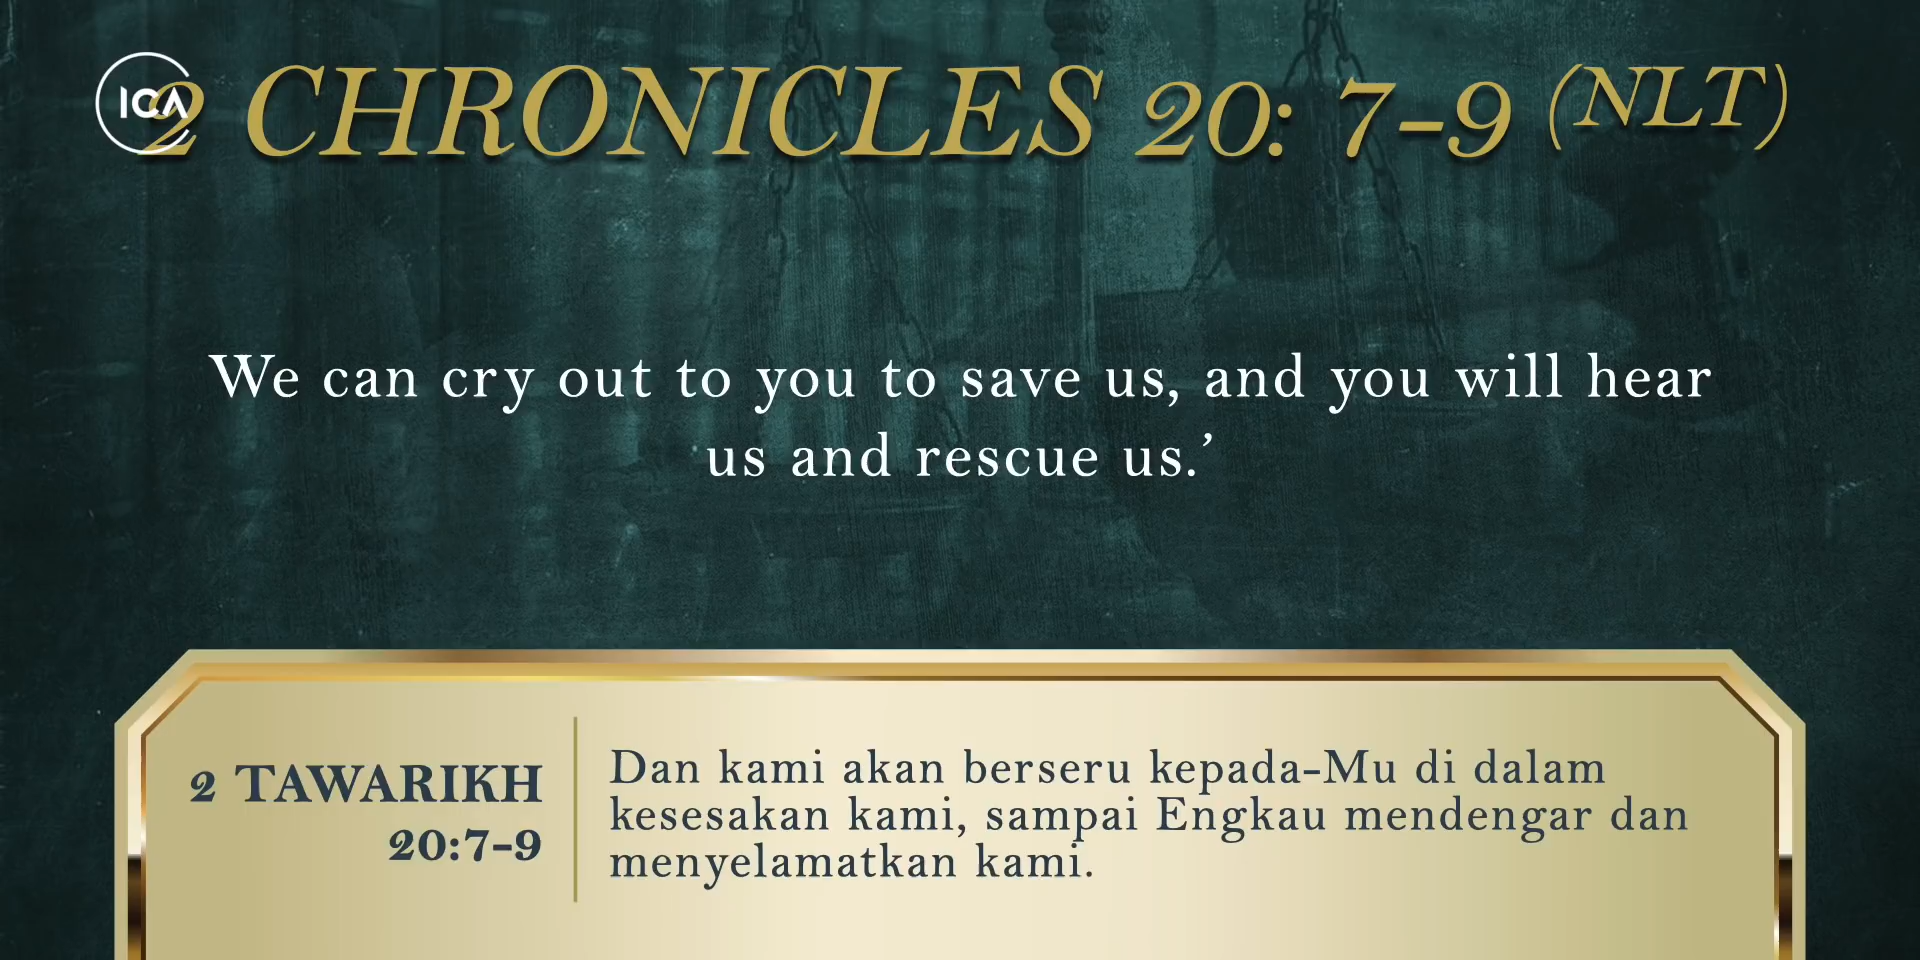 ICA
2 CHRONICLES 20: 7-9 (NLT)
We can cry out to you to save us, and you will hear
us and rescue us.’
2 TAWARIKH
20:7-9
Dan kami akan berseru kepada-Mu di dalam
kesesakan kami, sampai Engkau mendengar dan
menyelamatkan kami.